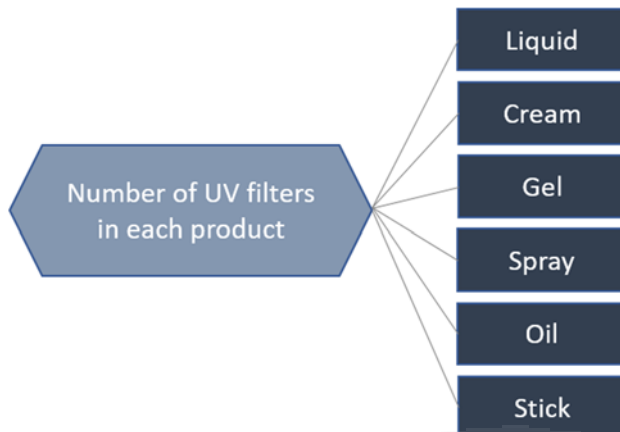 Number of UV filters
in each product
Liquid
Cream
Gel
Spray
Oil
Stick